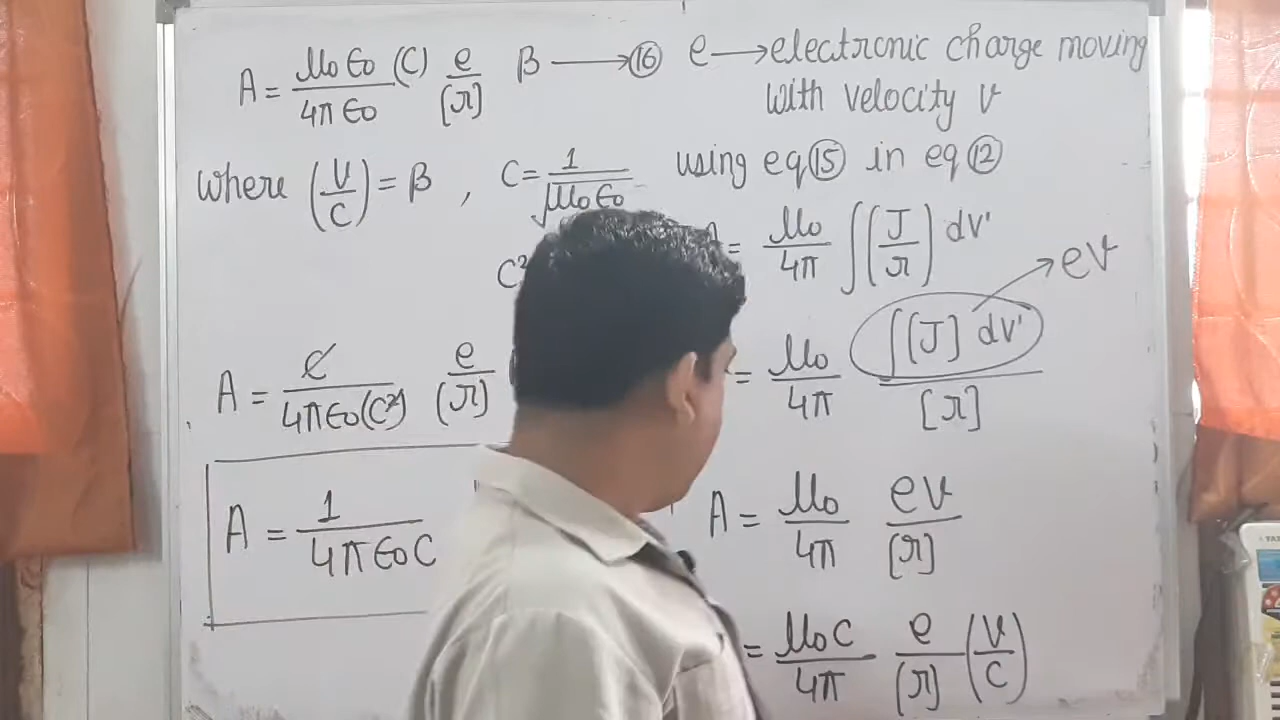 A = μ₀ϵ₀/4πϵ₀ (C) e/[r] β ⟶ ⑯
where (v/c) = β , C = 1/√μ₀ϵ₀
C²
A = c/4πϵ₀(c²) e/(r)
A = 1/4πϵ₀c
e ⟶ electronic charge moving
with velocity v
using eq ⑮ in eq ⑫
= μ₀/4π ∫(J/r) dv'
= μ₀/4π ∫[J] dv'/[r] → ev
A = μ₀/4π ev/[r]
= μ₀c/4π e/[r] (v/c)